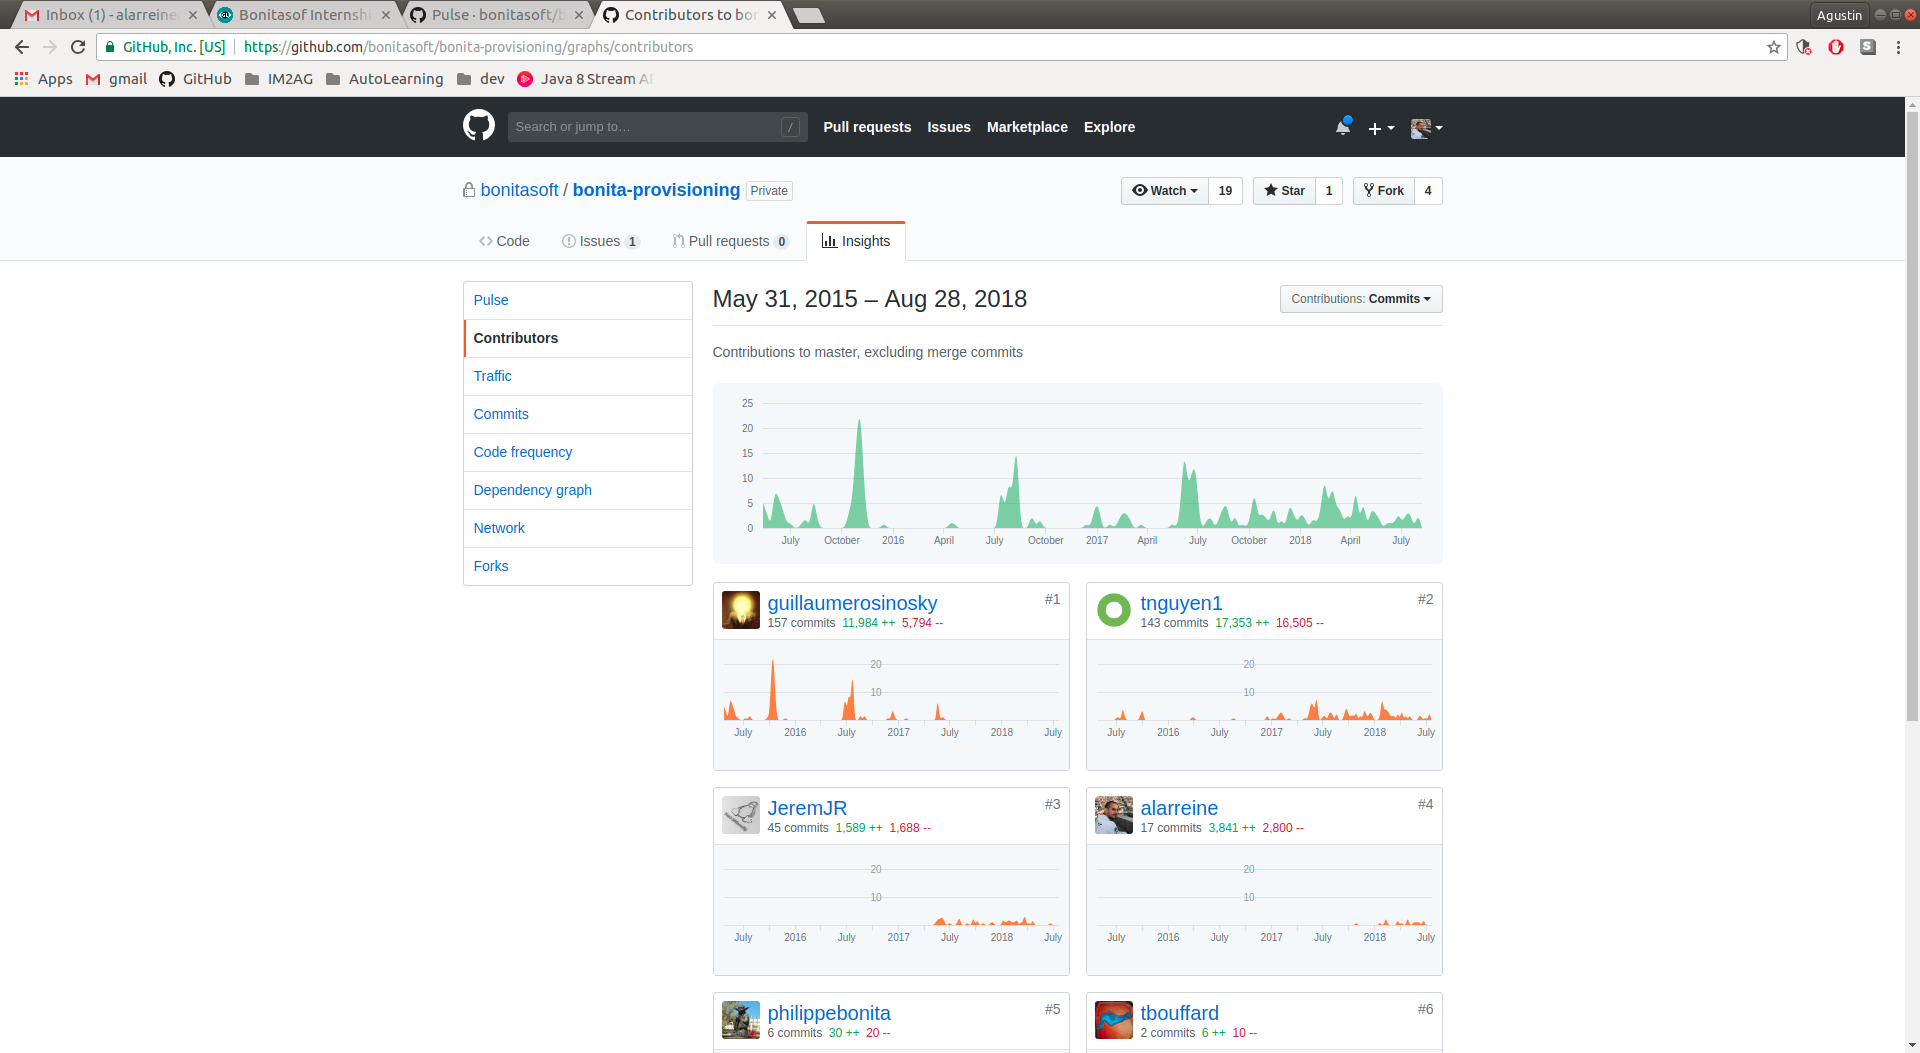 Inbox (1) - alarreine
Bonitasof Internshi
Pulse · bonitasoft/b
Contributors to bo
Agustin
GitHub, Inc. [US]
https://github.com/bonitasoft/bonita-provisioning/graphs/contributors
Apps
gmail
GitHub
IM2AG
AutoLearning
dev
Java 8 Stream A
Search or jump to…
/
Pull requests
Issues
Marketplace
Explore
bonitasoft / bonita-provisioning
Private
Watch
19
Star
1
Fork
4
Code
Issues 1
Pull requests 0
Insights
Pulse
Contributors
Traffic
Commits
Code frequency
Dependency graph
Network
Forks
May 31, 2015 – Aug 28, 2018
Contributions: Commits
Contributions to master, excluding merge commits
25
20
15
10
5
0
July October 2016 April July October 2017 April July October 2018 April July
guillaumerosinosky
#1
157 commits 11,984 ++ 5,794 --
20
10
July 2016 July 2017 July 2018 July
tnguyen1
#2
143 commits 17,353 ++ 16,505 --
20
10
July 2016 July 2017 July 2018 July
JeremJR
#3
45 commits 1,589 ++ 1,688 --
20
10
July 2016 July 2017 July 2018 July
alarreine
#4
17 commits 3,841 ++ 2,800 --
20
10
July 2016 July 2017 July 2018 July
philippebonita
#5
6 commits 30 ++ 20 --
tbouffard
#6
2 commits 6 ++ 10 --